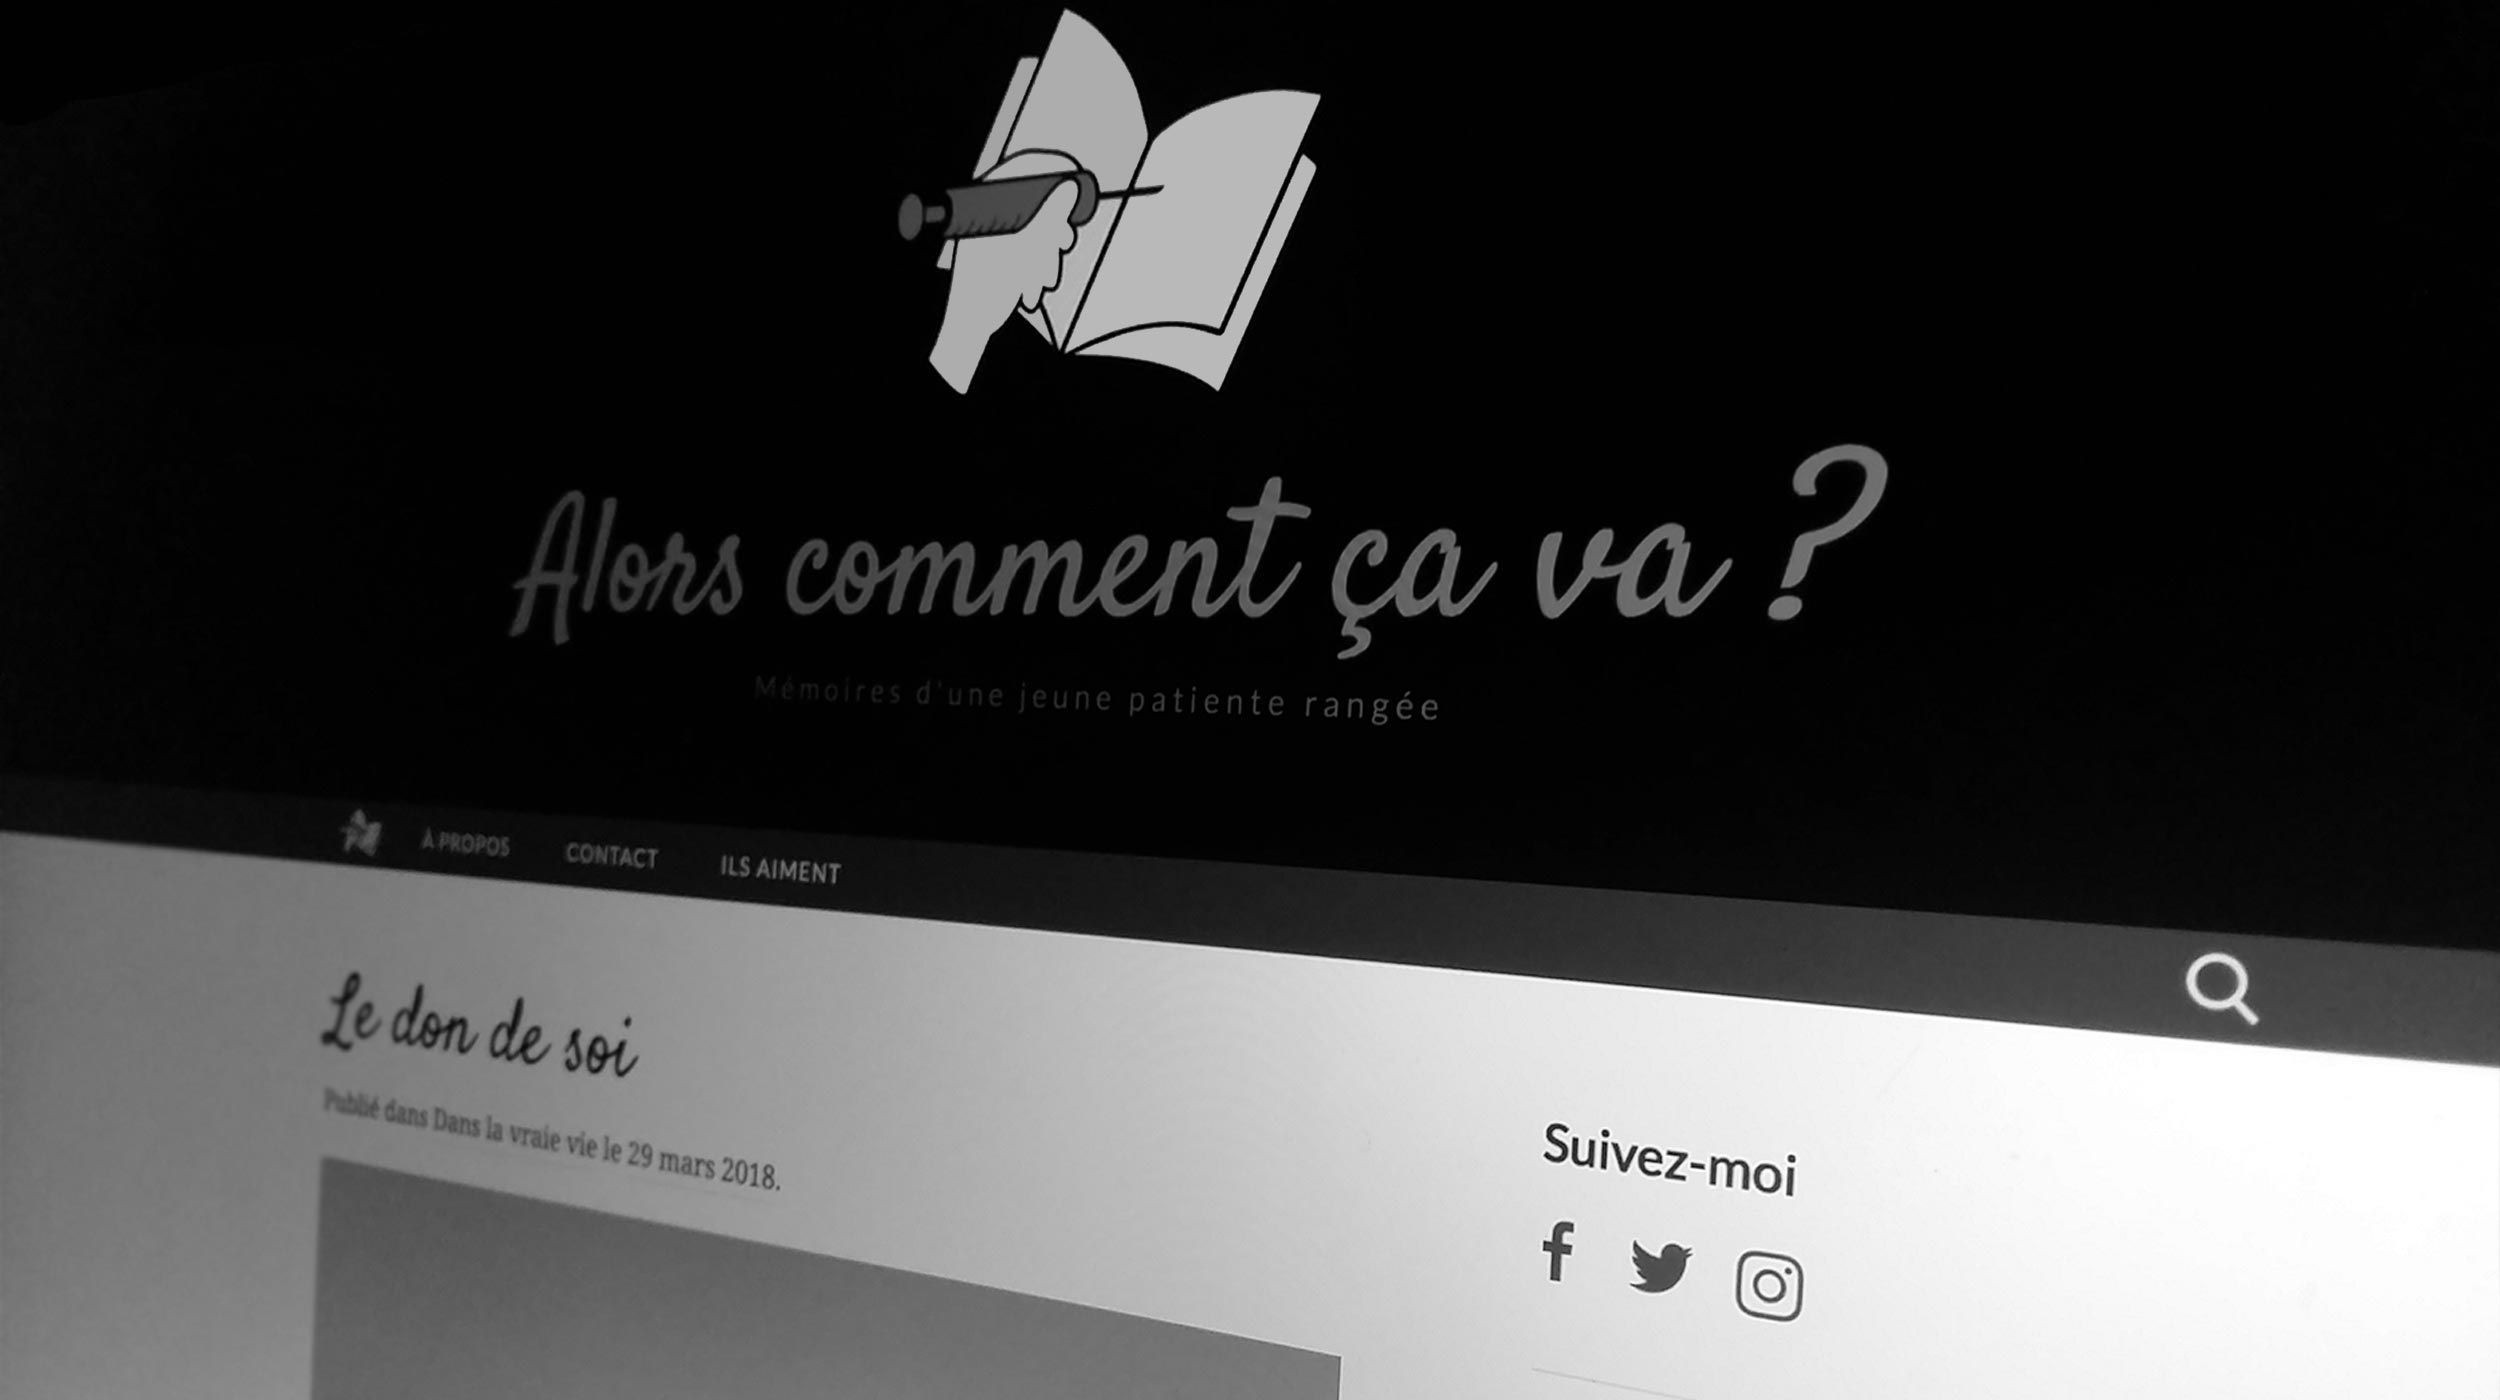 Alors comment ça va ?
Mémoires d'une jeune patiente rangée
À PROPOS CONTACT ILS AIMENT
Le don de soi
Publié dans Dans la vraie vie le 29 mars 2018.
Suivez-moi